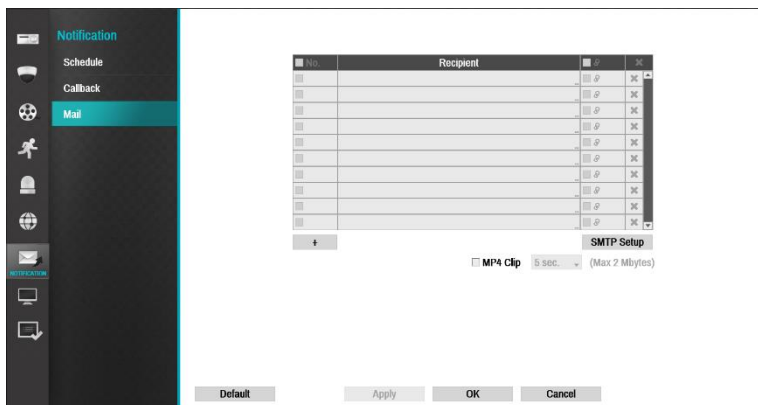 Notification
Schedule
Callback
Mail
NOTIFICATION
No. Recipient
+ SMTP Setup
MP4 Clip 5 sec. (Max 2 Mbytes)
Default Apply OK Cancel